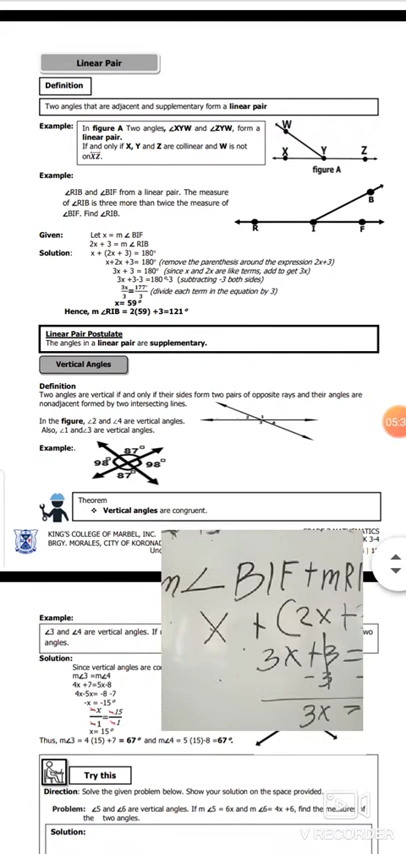 Linear Pair
Definition
Two angles that are adjacent and supplementary form a linear pair
Example: In figure A Two angles, ∠XYW and ∠ZYW, form a
linear pair.
If and only if X, Y and Z are collinear and W is not
on XZ.
W
X Y Z
figure A
Example:
∠RIB and ∠BIF from a linear pair. The measure
of ∠RIB is three more than twice the measure of
∠BIF. Find ∠RIB.
B
R I F
Given: Let x = m ∠ BIF
2x + 3 = m ∠ RIB
Solution: x + (2x + 3) = 180°
x+2x +3= 180° (remove the parenthesis around the expression 2x+3)
3x + 3 = 180° (since x and 2x are like terms, add to get 3x)
3x +3-3 =180°-3 (subtracting -3 both sides)
3x/3 = 177°/3 (divide each term in the equation by 3)
x= 59°
Hence, m ∠RIB = 2(59) +3=121°
Linear Pair Postulate
The angles in a linear pair are supplementary.
Vertical Angles
Definition
Two angles are vertical if and only if their sides form two pairs of opposite rays and their angles are
nonadjacent formed by two intersecting lines.
In the figure, ∠2 and ∠4 are vertical angles.
Also, ∠1 and∠3 are vertical angles.
05:3
Example:.
87°
98° 98°
87°
Theorem
❖ Vertical angles are congruent.
KING'S COLLEGE OF MARBEL, INC.
BRGY. MORALES, CITY OF KORONAD
K 3-4
m∠ BIF + mRI
X + (2x +
3x + 3 =
- 3
3x =
Example:
∠3 and ∠4 are vertical angles. If
two
angles.
Solution:
Since vertical angles are co
m∠3 =m∠4
4x +7=5x-8
4x-5x= -8 -7
-x = -15°
-x/-1 = -15/-1
x= 15°
Thus, m∠3 = 4 (15) +7 = 67° and m∠4 = 5 (15)-8 =67°.
Try this
Direction: Solve the given problem below. Show your solution on the space provided.
Problem: ∠5 and ∠6 are vertical angles. If m ∠5 = 6x and m ∠6= 4x +6, find the measures of
the two angles.
Solution:
V RECORDER